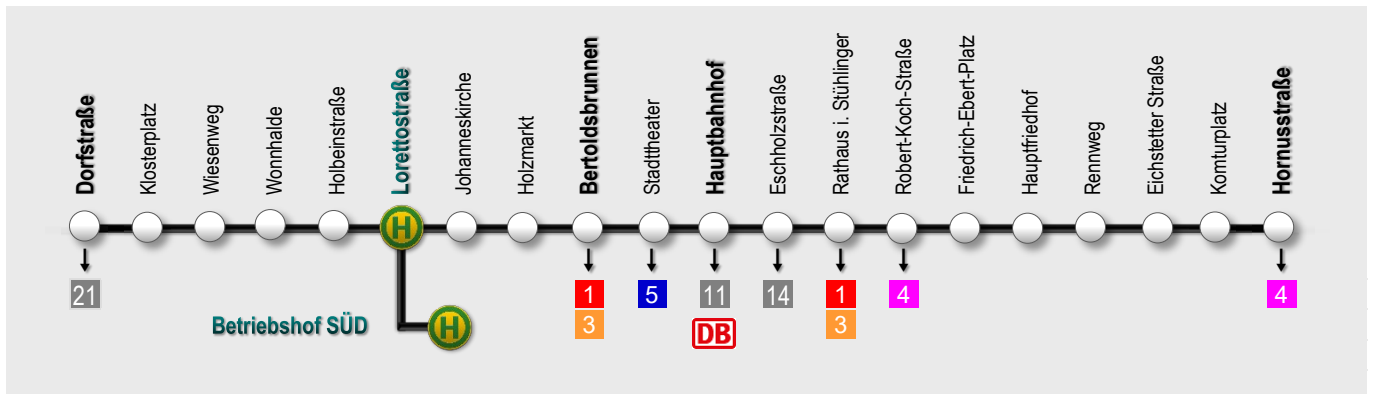 Dorfstraße
Klosterplatz
Wiesenweg
Wonnhalde
Holbeinstraße
Lorettostraße
Johanneskirche
Holzmarkt
Bertoldsbrunnen
Stadttheater
Hauptbahnhof
Eschholzstraße
Rathaus i. Stühlinger
Robert-Koch-Straße
Friedrich-Ebert-Platz
Hauptfriedhof
Rennweg
Eichstetter Straße
Komturplatz
Hornusstraße
H
21
1
5
11
14
1
4
4
3
3
Betriebshof SÜD
H
DB